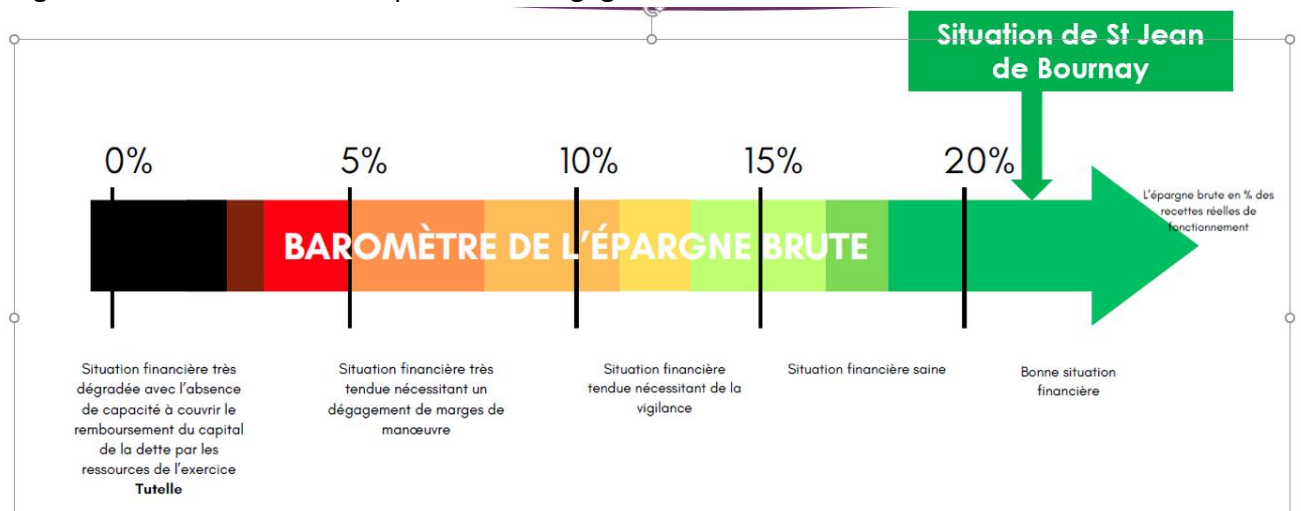 Situation de St Jean
de Bournay
0%
5%
10%
15%
20%
L'épargne brute en % des
recettes réelles de
fonctionnement
BAROMÈTRE DE L'ÉPARGNE BRUTE
Situation financière très
dégradée avec l'absence
de capacité à couvrir le
remboursement du capital
de la dette par les
ressources de l'exercice
Tutelle
Situation financière très
tendue nécessitant un
dégagement de marges de
manœuvre
Situation financière
tendue nécessitant de la
vigilance
Situation financière saine
Bonne situation
financière